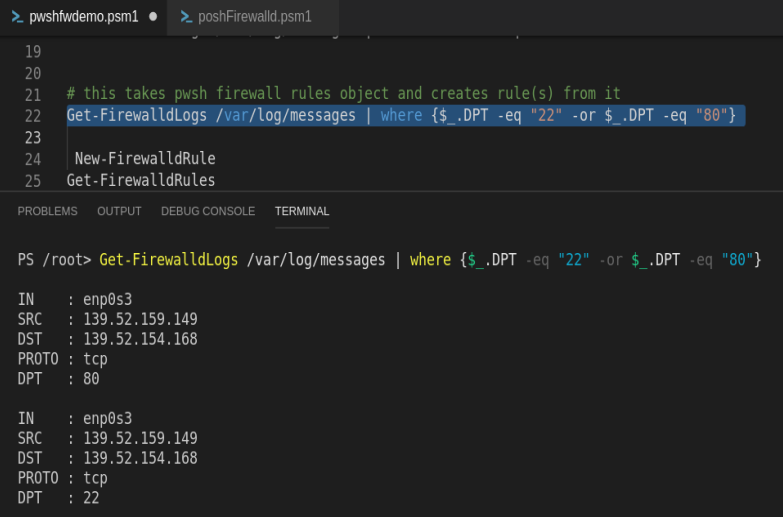 pwshfwdemo.psm1 ● poshFirewalld.psm1
19
20
21 # this takes pwsh firewall rules object and creates rule(s) from it
22 Get-FirewalldLogs /var/log/messages | where {$_.DPT -eq "22" -or $_.DPT -eq "80"}
23
24 New-FirewalldRule
25 Get-FirewalldRules
PROBLEMS OUTPUT DEBUG CONSOLE TERMINAL
PS /root> Get-FirewalldLogs /var/log/messages | where {$_.DPT -eq "22" -or $_.DPT -eq "80"}
IN : enp0s3
SRC : 139.52.159.149
DST : 139.52.154.168
PROTO : tcp
DPT : 80
IN : enp0s3
SRC : 139.52.159.149
DST : 139.52.154.168
PROTO : tcp
DPT : 22